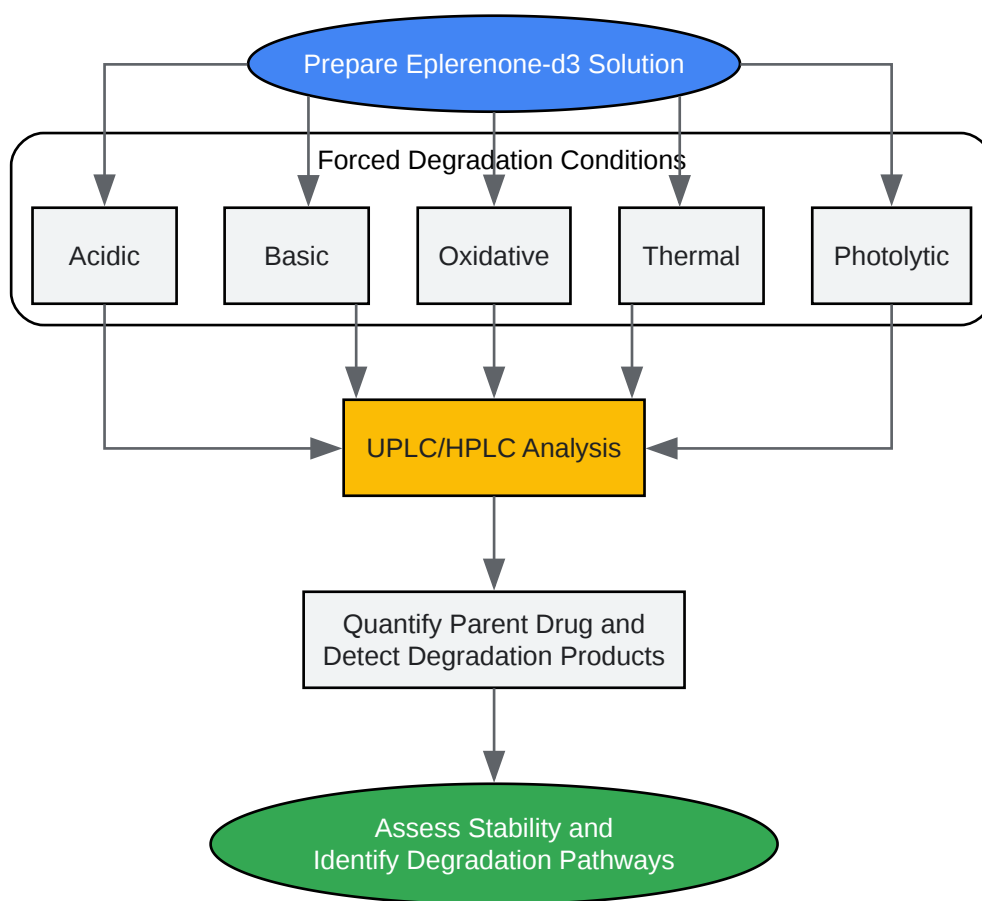 Prepare Eplerenone-d3 Solution
Forced Degradation Conditions
Acidic
Basic
Oxidative
Thermal
Photolytic
UPLC/HPLC Analysis
Quantify Parent Drug and
Detect Degradation Products
Assess Stability and
Identify Degradation Pathways